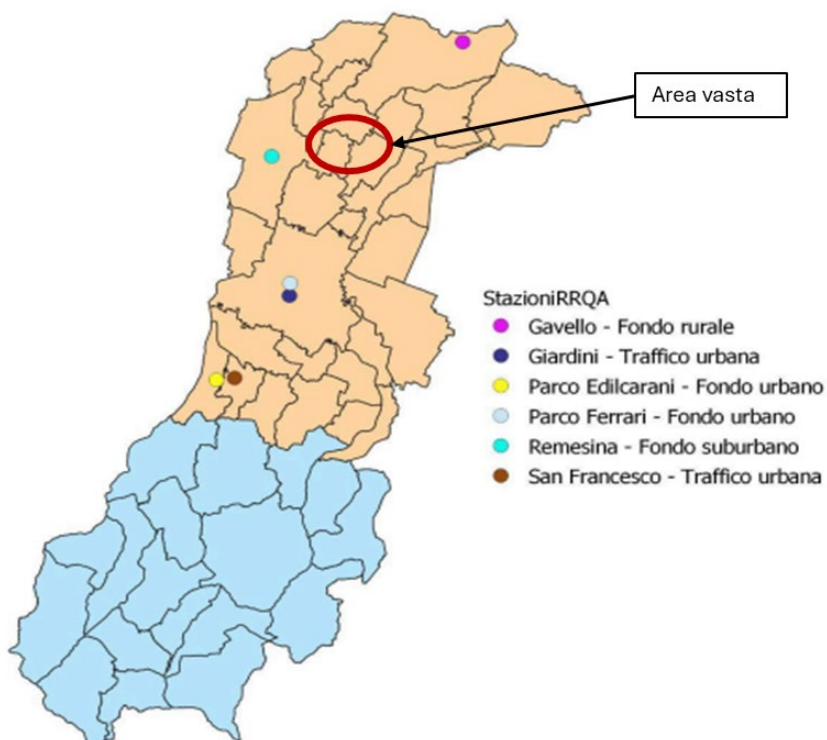 Area vasta
StazioniRRQA
Gavello - Fondo rurale
Giardini - Traffico urbana
Parco Edilcarani - Fondo urbano
Parco Ferrari - Fondo urbano
Remesina - Fondo suburbano
San Francesco - Traffico urbana